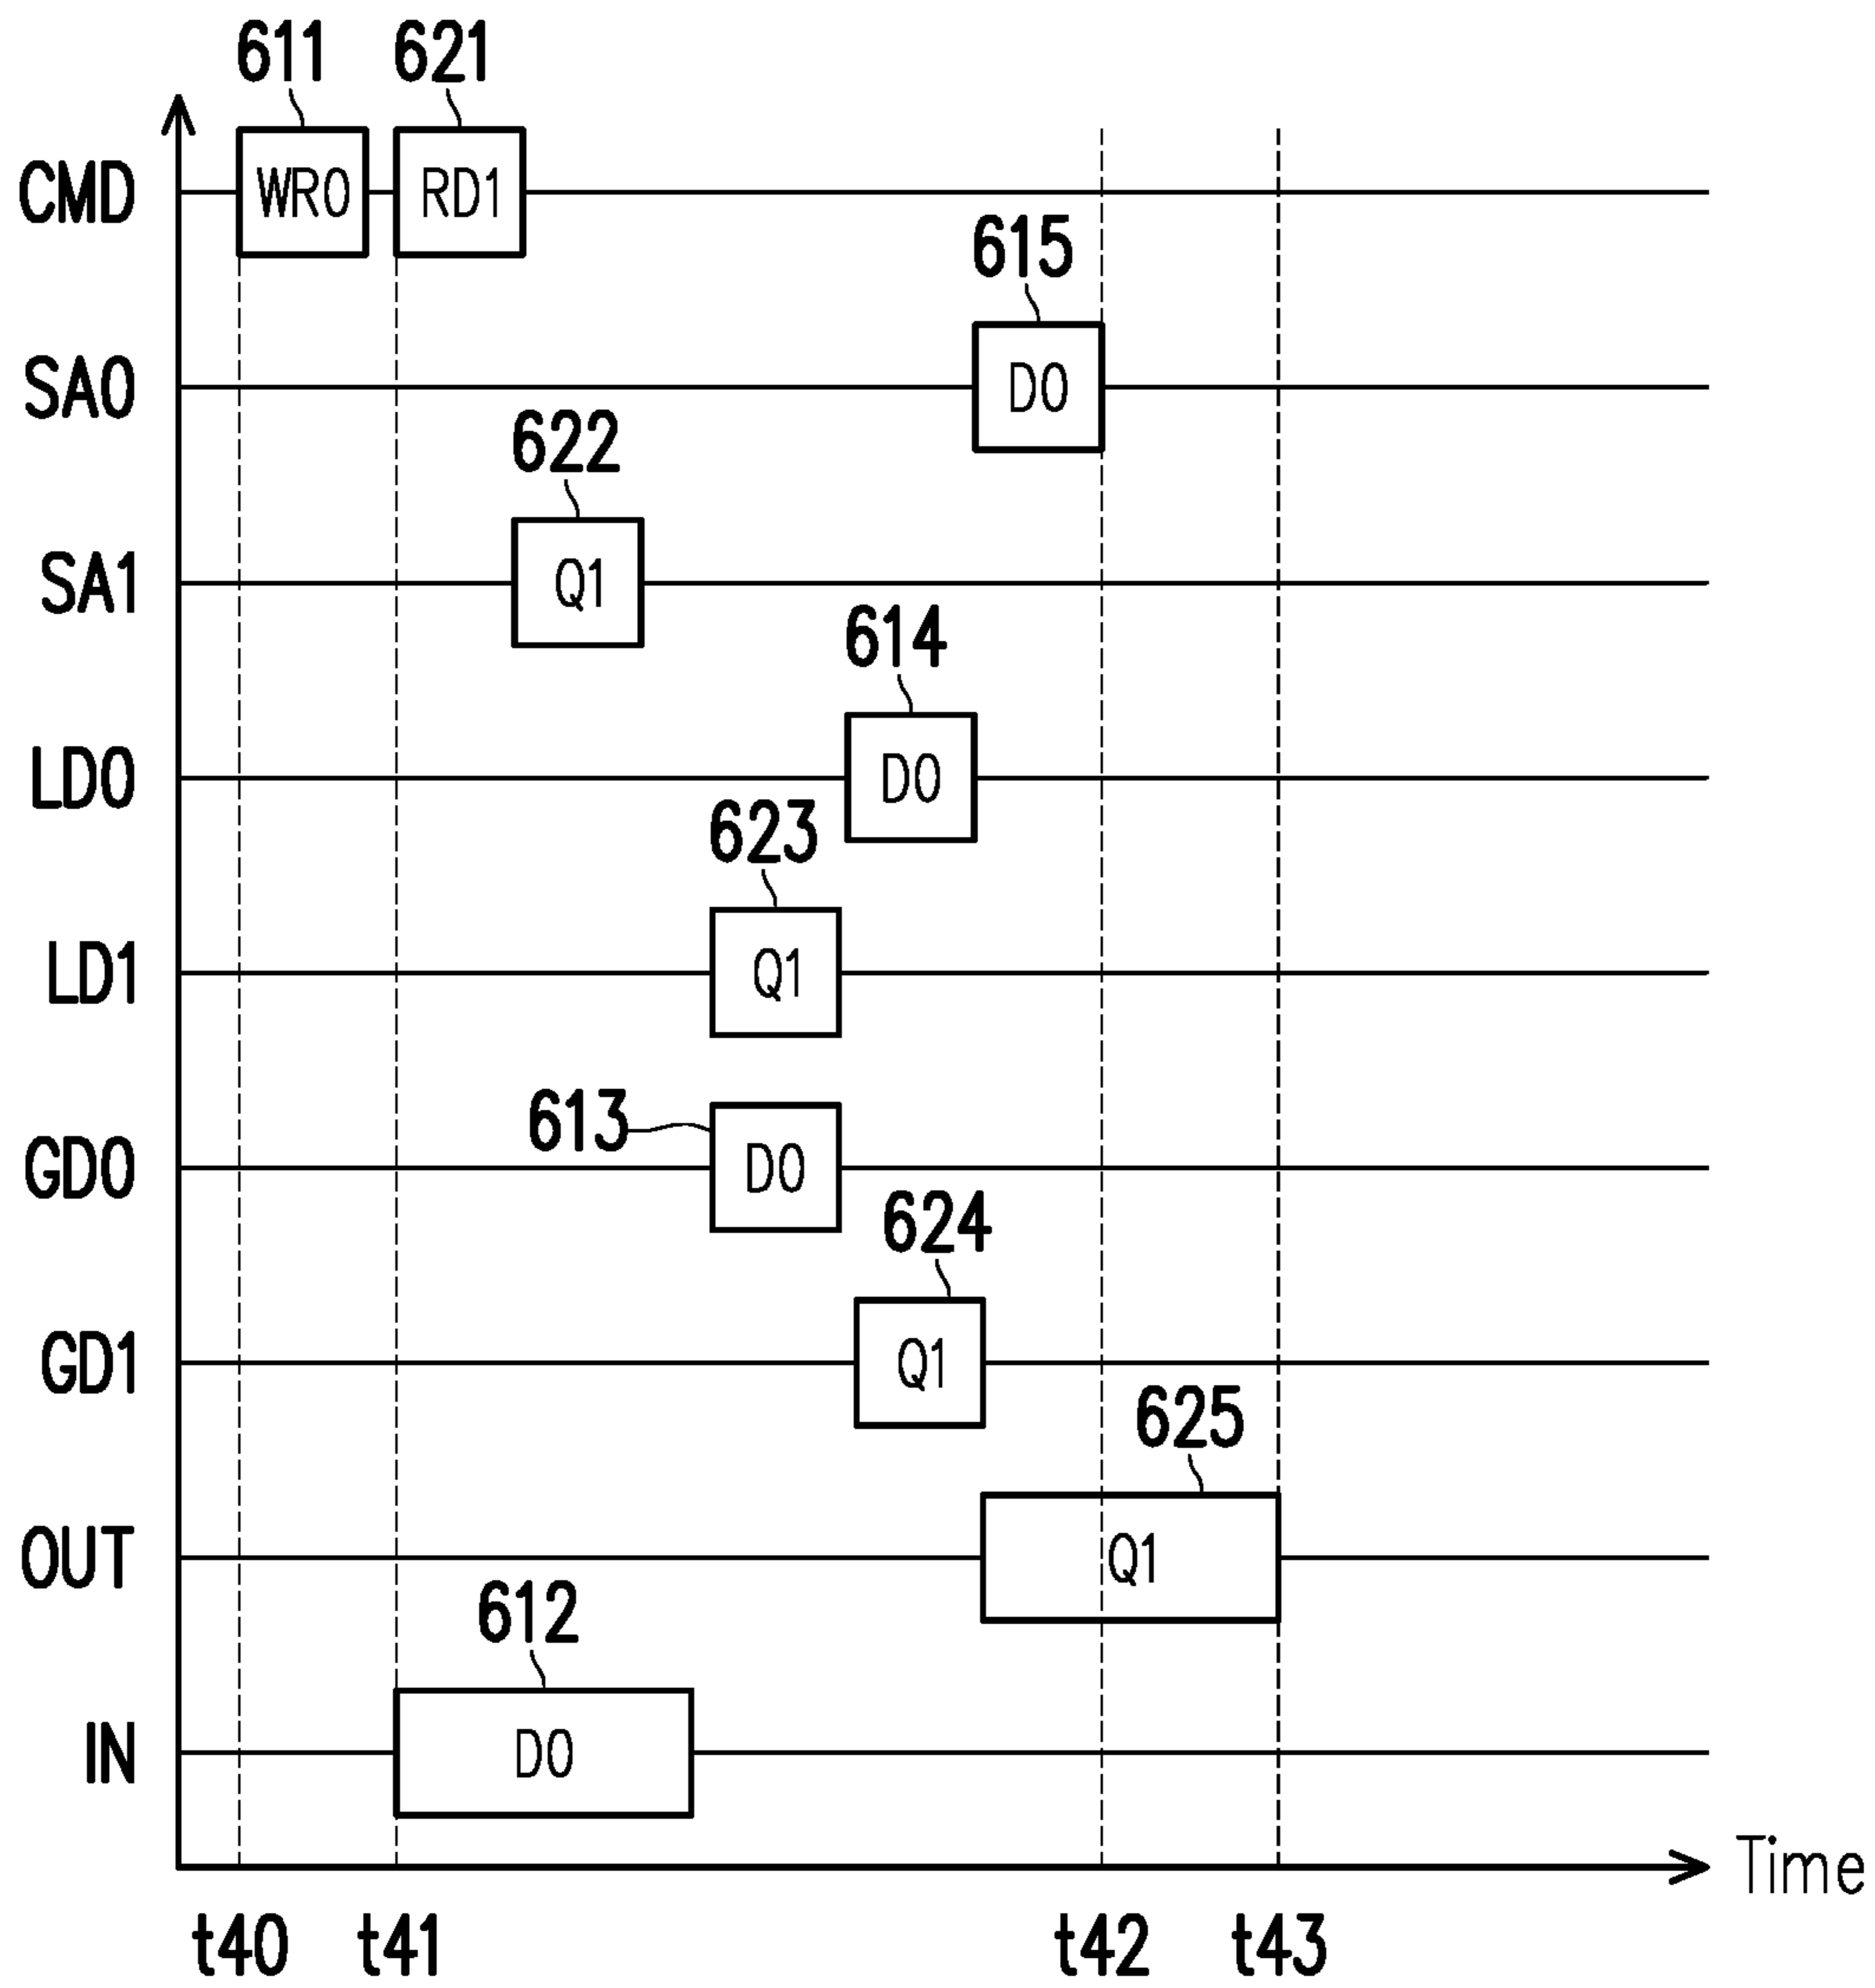 611 621
CMD WR0 RD1
615
SA0 D0
622
SA1 Q1
614
LD0 D0
623
LD1 Q1
613
GD0 D0
624
GD1 Q1
625
OUT Q1
612
IN D0
Time
t40 t41 t42 t43